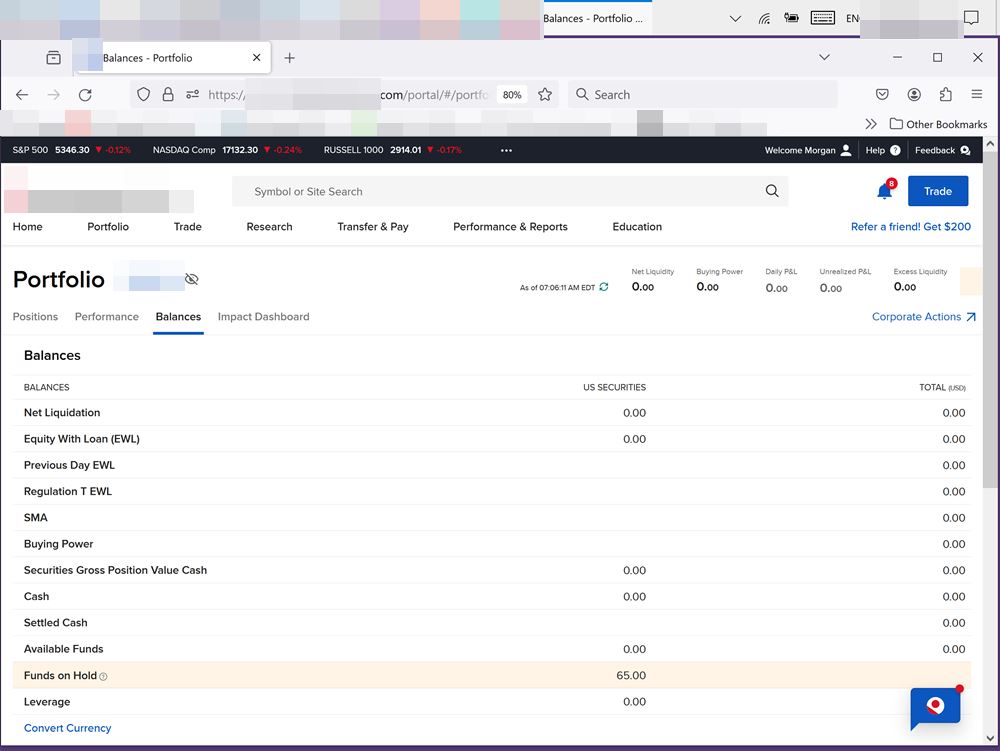 Balances - Portfolio ...
EN
Balances - Portfolio
https://
com/portal/#/portfo
80%
Search
Other Bookmarks
S&P 500 5346.30 ▼ -0.12% NASDAQ Comp 17132.30 ▼ -0.24% RUSSELL 1000 2914.01 ▼ -0.17% ••• Welcome Morgan Help Feedback
Symbol or Site Search
8
Trade
Home Portfolio Trade Research Transfer & Pay Performance & Reports Education Refer a friend! Get $200
Portfolio
As of 07:06:11 AM EDT
Net Liquidity Buying Power Daily P&L Unrealized P&L Excess Liquidity
0.00 0.00 0.00 0.00 0.00
Positions Performance Balances Impact Dashboard Corporate Actions
Balances
BALANCES US SECURITIES TOTAL (USD)
Net Liquidation 0.00 0.00
Equity With Loan (EWL) 0.00 0.00
Previous Day EWL 0.00
Regulation T EWL 0.00
SMA 0.00
Buying Power 0.00
Securities Gross Position Value Cash 0.00 0.00
Cash 0.00 0.00
Settled Cash 0.00
Available Funds 0.00 0.00
Funds on Hold 65.00
Leverage 0.00
Convert Currency